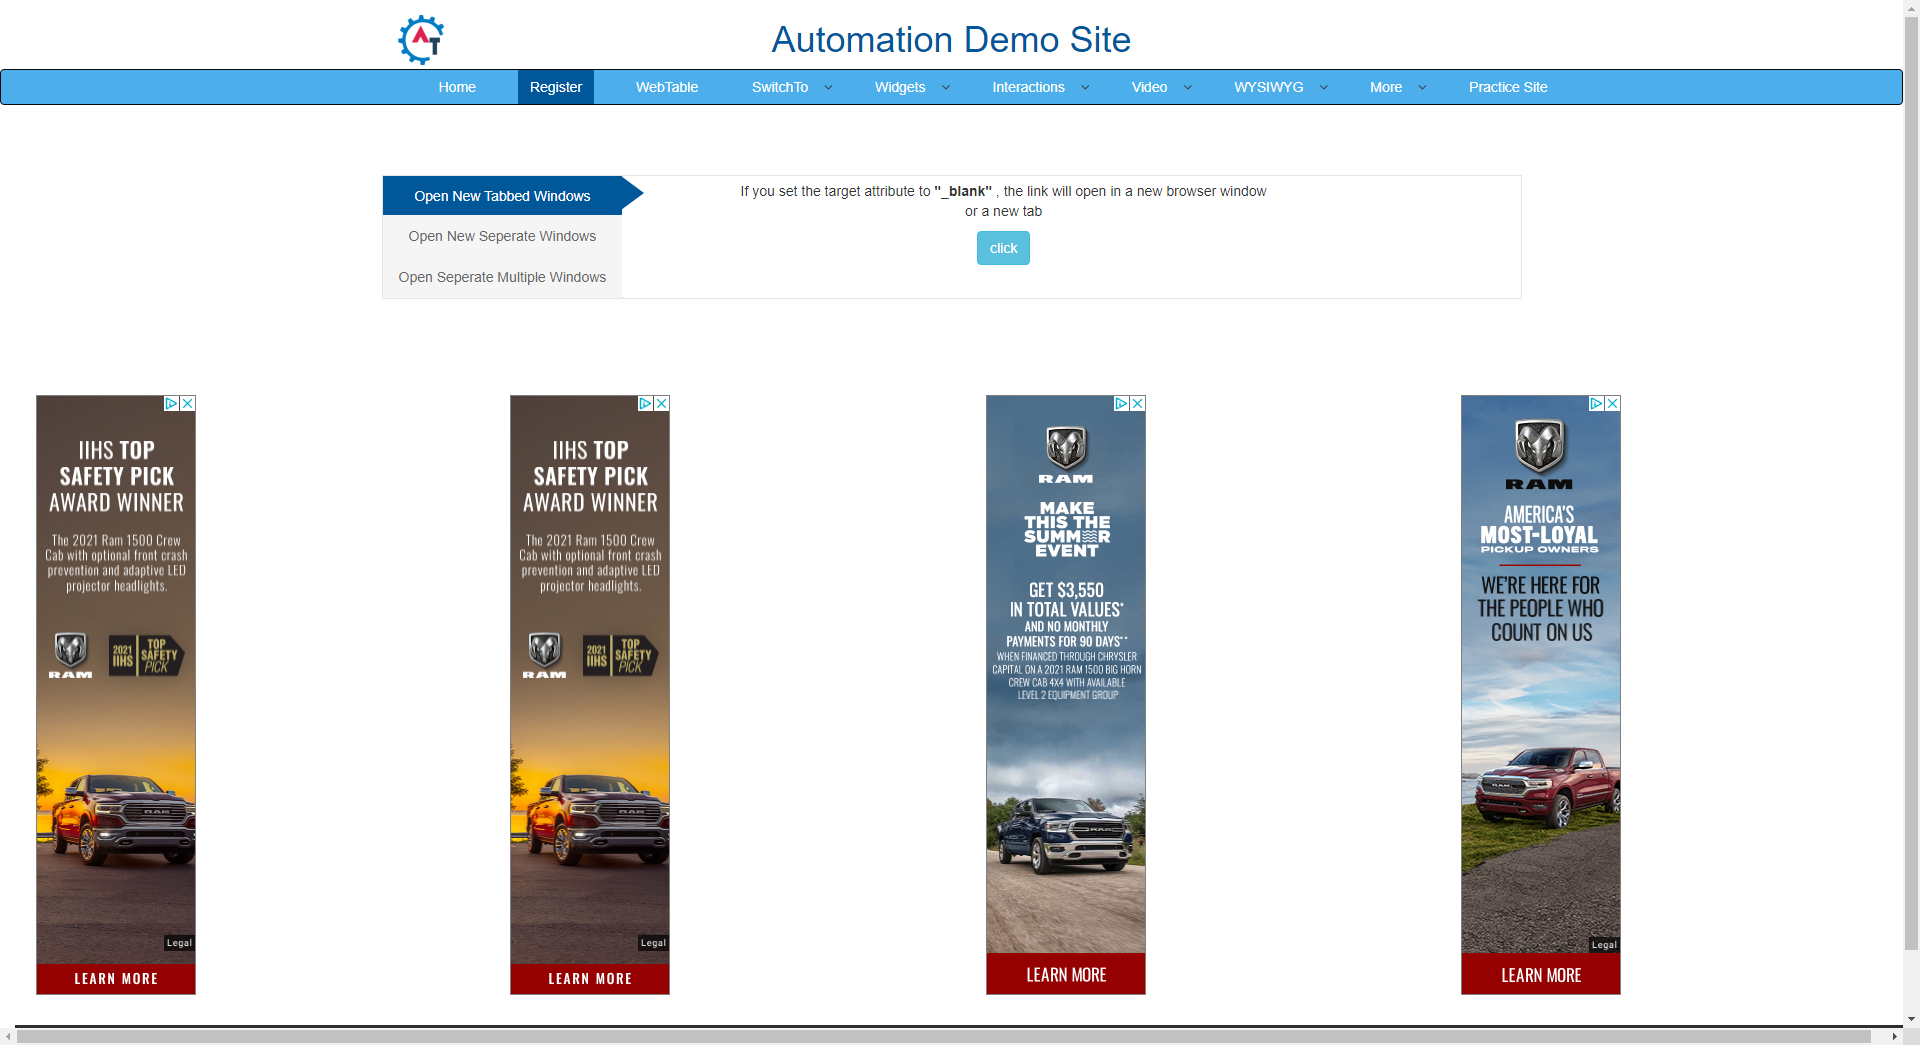 AT
Automation Demo Site
Home Register WebTable SwitchTo Widgets Interactions Video WYSIWYG More Practice Site
Open New Tabbed Windows
Open New Seperate Windows
Open Seperate Multiple Windows
If you set the target attribute to "_blank" , the link will open in a new browser window
or a new tab
click
IIHS TOP
SAFETY PICK
AWARD WINNER
The 2021 Ram 1500 Crew
Cab with optional front crash
prevention and adaptive LED
projector headlights.
RAM
2021
IIHS
TOP
SAFETY
PICK
RAM
Legal
LEARN MORE
IIHS TOP
SAFETY PICK
AWARD WINNER
The 2021 Ram 1500 Crew
Cab with optional front crash
prevention and adaptive LED
projector headlights.
RAM
2021
IIHS
TOP
SAFETY
PICK
RAM
Legal
LEARN MORE
RAM
MAKE
THIS THE
SUMMER
EVENT
GET $3,550
IN TOTAL VALUES*
AND NO MONTHLY
PAYMENTS FOR 90 DAYS**
WHEN FINANCED THROUGH CHRYSLER
CAPITAL ON A 2021 RAM 1500 BIG HORN
CREW CAB 4X4 WITH AVAILABLE
LEVEL 2 EQUIPMENT GROUP
RAM
LEARN MORE
RAM
AMERICA'S
MOST-LOYAL
PICKUP OWNERS
WE'RE HERE FOR
THE PEOPLE WHO
COUNT ON US
RAM
Legal
LEARN MORE